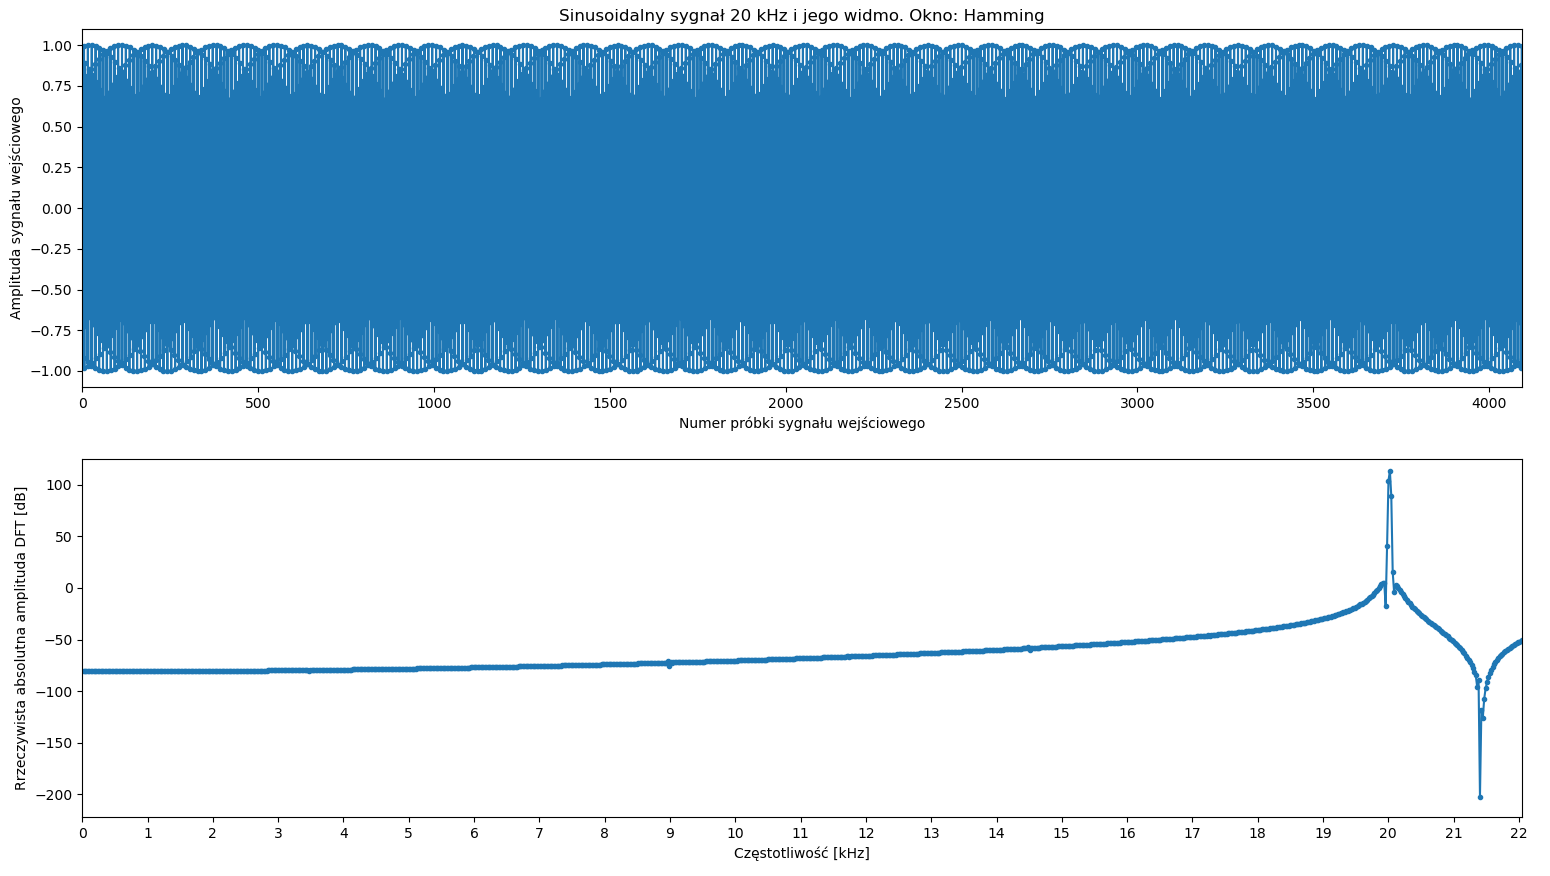 Sinusoidalny sygnał 20 kHz i jego widmo. Okno: Hamming
Amplituda sygnału wejściowego
1.00
0.75
0.50
0.25
0.00
−0.25
−0.50
−0.75
−1.00
0 500 1000 1500 2000 2500 3000 3500 4000
Numer próbki sygnału wejściowego
Rrzeczywista absolutna amplituda DFT [dB]
100
50
0
−50
−100
−150
−200
0 1 2 3 4 5 6 7 8 9 10 11 12 13 14 15 16 17 18 19 20 21 22
Częstotliwość [kHz]